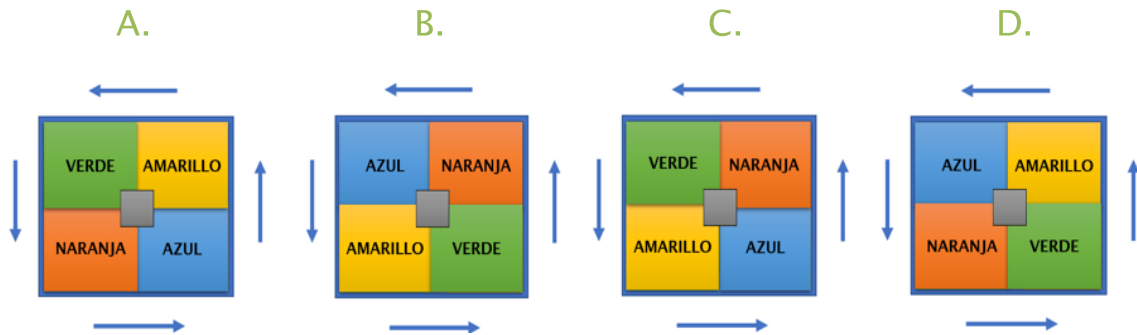 A. B. C. D.
VERDE AMARILLO AZUL NARANJA VERDE NARANJA AZUL AMARILLO
NARANJA AZUL AMARILLO VERDE AMARILLO AZUL NARANJA VERDE